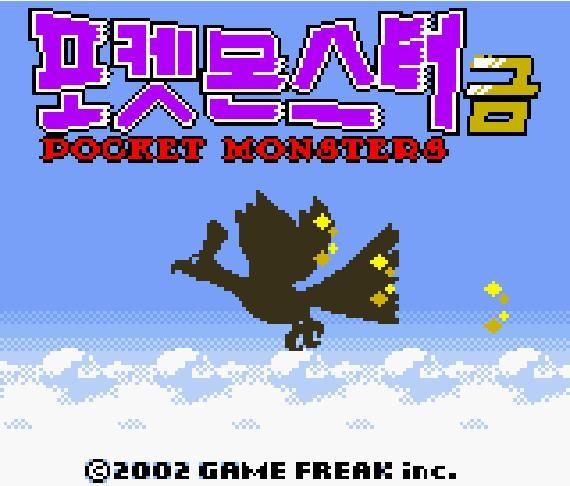 포켓몬스터 금
POCKET MONSTERS
©2002 GAME FREAK inc.